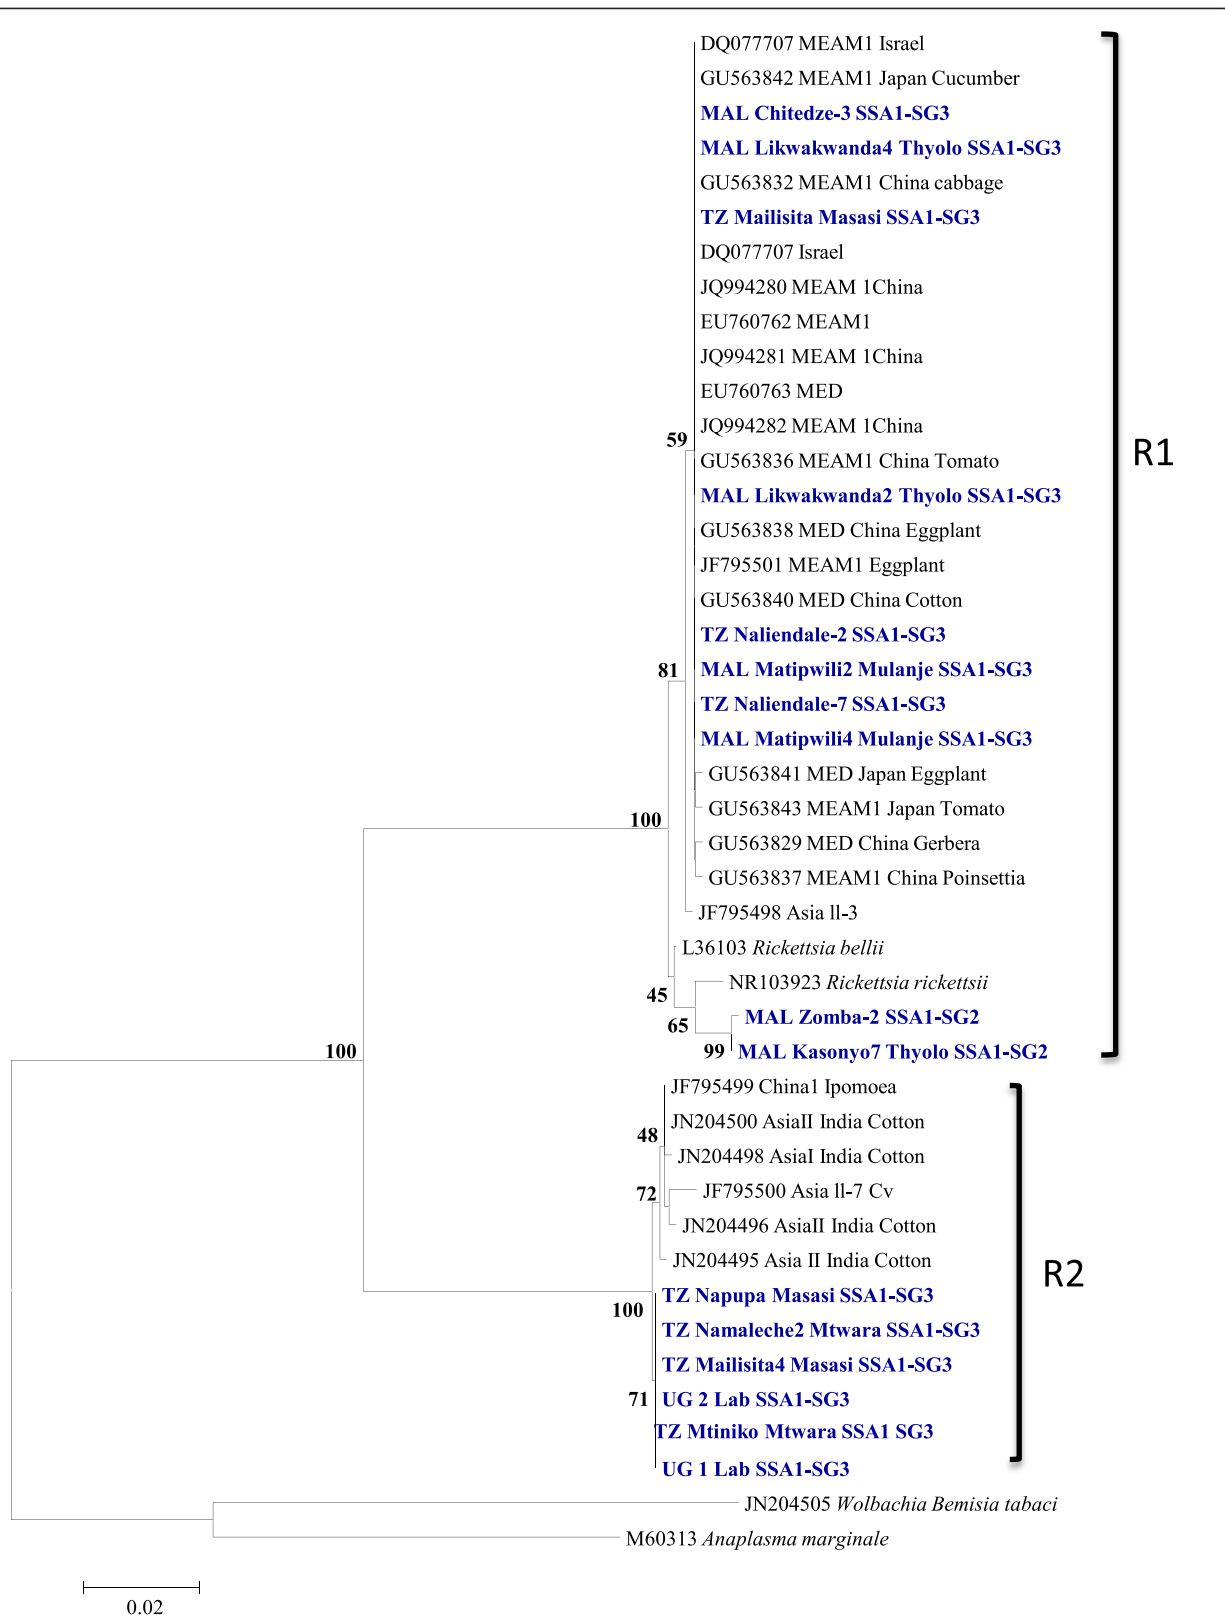 DQ077707 MEAM1 Israel
GU563842 MEAM1 Japan Cucumber
MAL Chitedze-3 SSA1-SG3
MAL Likwakwanda4 Thyolo SSA1-SG3
GU563832 MEAM1 China cabbage
TZ Mailisita Masasi SSA1-SG3
DQ077707 Israel
JQ994280 MEAM 1China
EU760762 MEAM1
JQ994281 MEAM 1China
EU760763 MED
JQ994282 MEAM 1China
59
R1
GU563836 MEAM1 China Tomato
MAL Likwakwanda2 Thyolo SSA1-SG3
GU563838 MED China Eggplant
JF795501 MEAM1 Eggplant
GU563840 MED China Cotton
TZ Naliendale-2 SSA1-SG3
81
MAL Matipwili2 Mulanje SSA1-SG3
TZ Naliendale-7 SSA1-SG3
MAL Matipwili4 Mulanje SSA1-SG3
GU563841 MED Japan Eggplant
GU563843 MEAM1 Japan Tomato
100
GU563829 MED China Gerbera
GU563837 MEAM1 China Poinsettia
JF795498 Asia ll-3
L36103 Rickettsia bellii
NR103923 Rickettsia rickettsii
45
MAL Zomba-2 SSA1-SG2
65
99
MAL Kasonyo7 Thyolo SSA1-SG2
100
JF795499 China1 Ipomoea
JN204500 AsiaII India Cotton
48
JN204498 AsiaI India Cotton
72
JF795500 Asia ll-7 Cv
JN204496 AsiaII India Cotton
JN204495 Asia II India Cotton
R2
TZ Napupa Masasi SSA1-SG3
100
TZ Namaleche2 Mtwara SSA1-SG3
TZ Mailisita4 Masasi SSA1-SG3
71
UG 2 Lab SSA1-SG3
TZ Mtiniko Mtwara SSA1 SG3
UG 1 Lab SSA1-SG3
JN204505 Wolbachia Bemisia tabaci
M60313 Anaplasma marginale
0.02